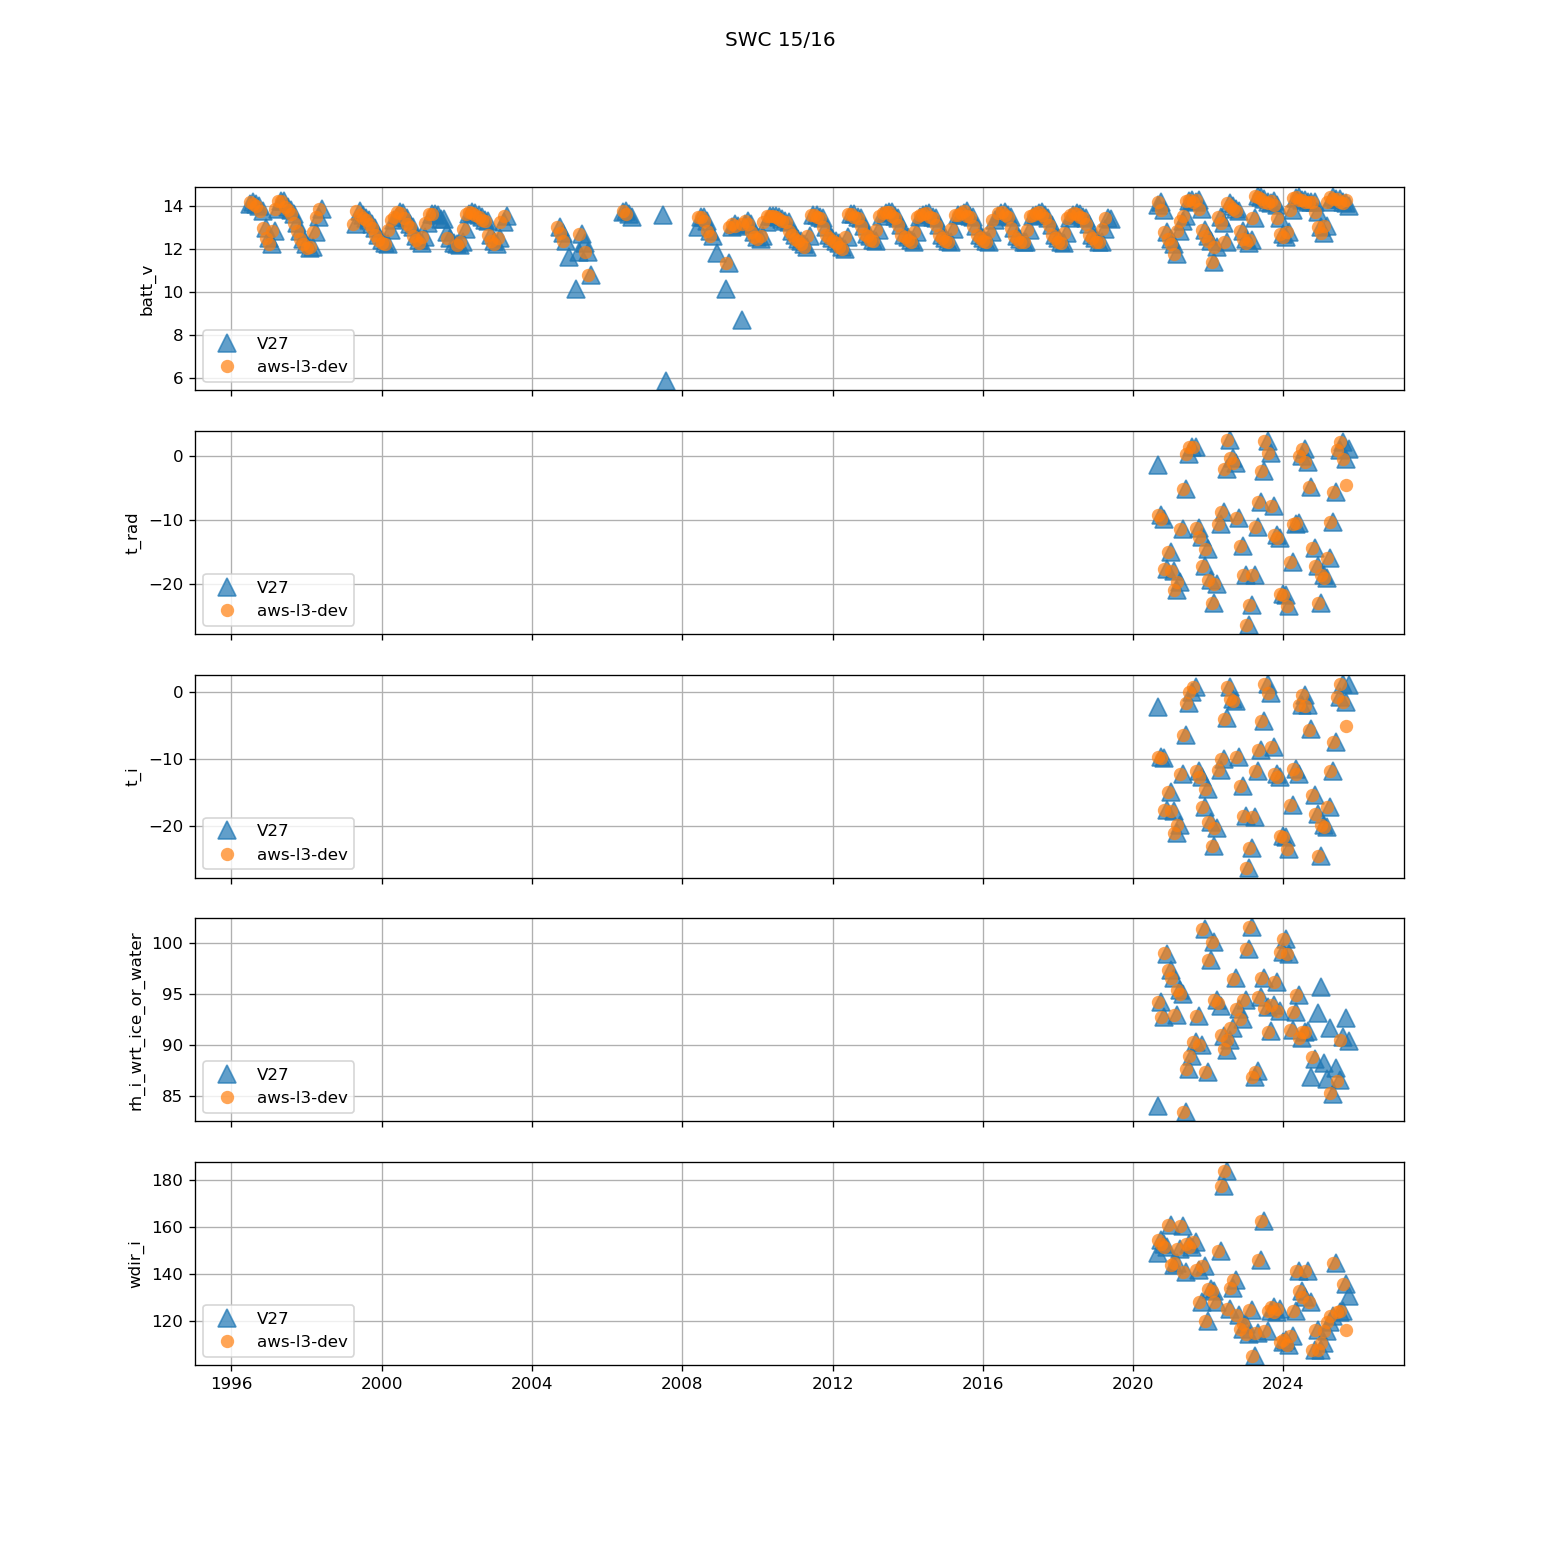 SWC 15/16
14
12
10
8
6
batt_v
V27
aws-l3-dev
0
−10
−20
t_rad
V27
aws-l3-dev
0
−10
−20
t_i
V27
aws-l3-dev
100
95
90
85
rh_i_wrt_ice_or_water
V27
aws-l3-dev
180
160
140
120
wdir_i
V27
aws-l3-dev
1996 2000 2004 2008 2012 2016 2020 2024